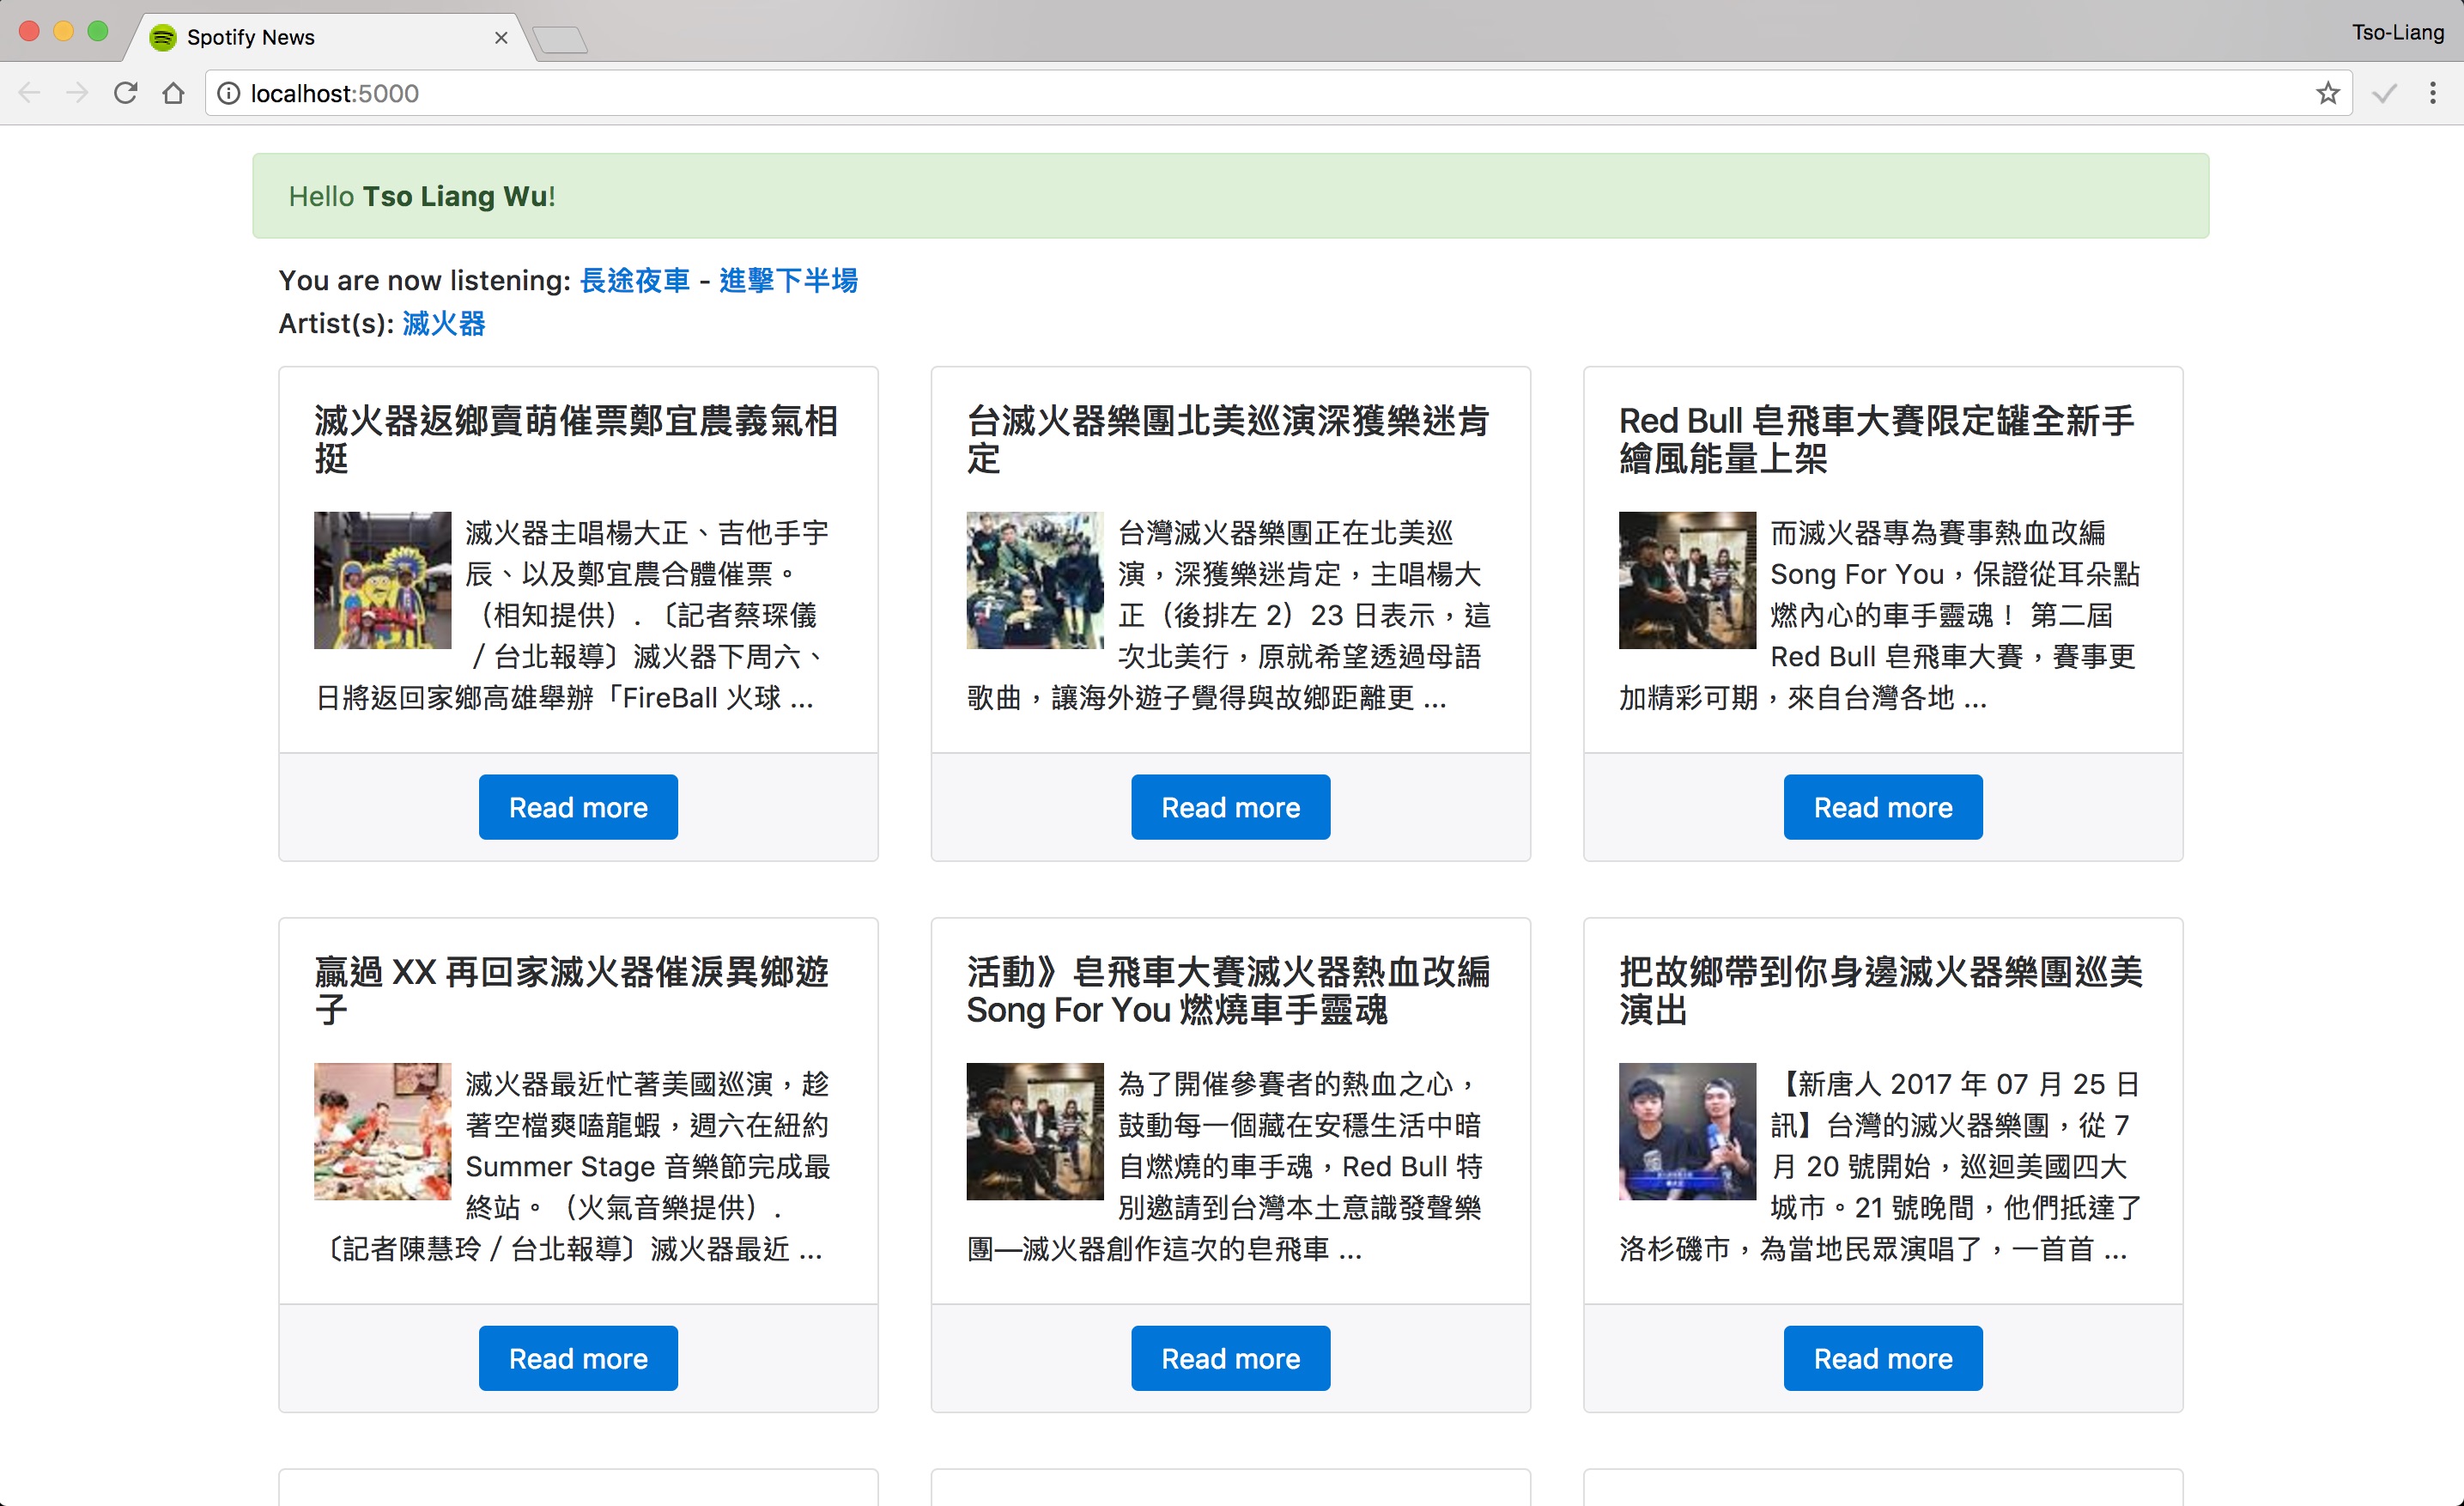 Spotify News
Tso-Liang
localhost:5000
Hello Tso Liang Wu!
You are now listening: 長途夜車 - 進擊下半場
Artist(s): 滅火器
滅火器返鄉賣萌催票鄭宜農義氣相
挺
滅火器主唱楊大正、吉他手宇
辰、以及鄭宜農合體催票。
（相知提供）. 〔記者蔡琛儀
／台北報導〕滅火器下周六、
日將返回家鄉高雄舉辦「FireBall 火球 ...
Read more
台滅火器樂團北美巡演深獲樂迷肯
定
台灣滅火器樂團正在北美巡
演，深獲樂迷肯定，主唱楊大
正（後排左 2）23 日表示，這
次北美行，原就希望透過母語
歌曲，讓海外遊子覺得與故鄉距離更 ...
Read more
Red Bull 皂飛車大賽限定罐全新手
繪風能量上架
而滅火器專為賽事熱血改編
Song For You，保證從耳朵點
燃內心的車手靈魂！ 第二屆
Red Bull 皂飛車大賽，賽事更
加精彩可期，來自台灣各地 ...
Read more
贏過 XX 再回家滅火器催淚異鄉遊
子
滅火器最近忙著美國巡演，趁
著空檔爽嗑龍蝦，週六在紐約
Summer Stage 音樂節完成最
終站。（火氣音樂提供）.
〔記者陳慧玲／台北報導〕滅火器最近 ...
Read more
活動》皂飛車大賽滅火器熱血改編
Song For You 燃燒車手靈魂
為了開催參賽者的熱血之心，
鼓動每一個藏在安穩生活中暗
自燃燒的車手魂，Red Bull 特
別邀請到台灣本土意識發聲樂
團—滅火器創作這次的皂飛車 ...
Read more
把故鄉帶到你身邊滅火器樂團巡美
演出
【新唐人 2017 年 07 月 25 日
訊】台灣的滅火器樂團，從 7
月 20 號開始，巡迴美國四大
城市。21 號晚間，他們抵達了
洛杉磯市，為當地民眾演唱了，一首首 ...
Read more